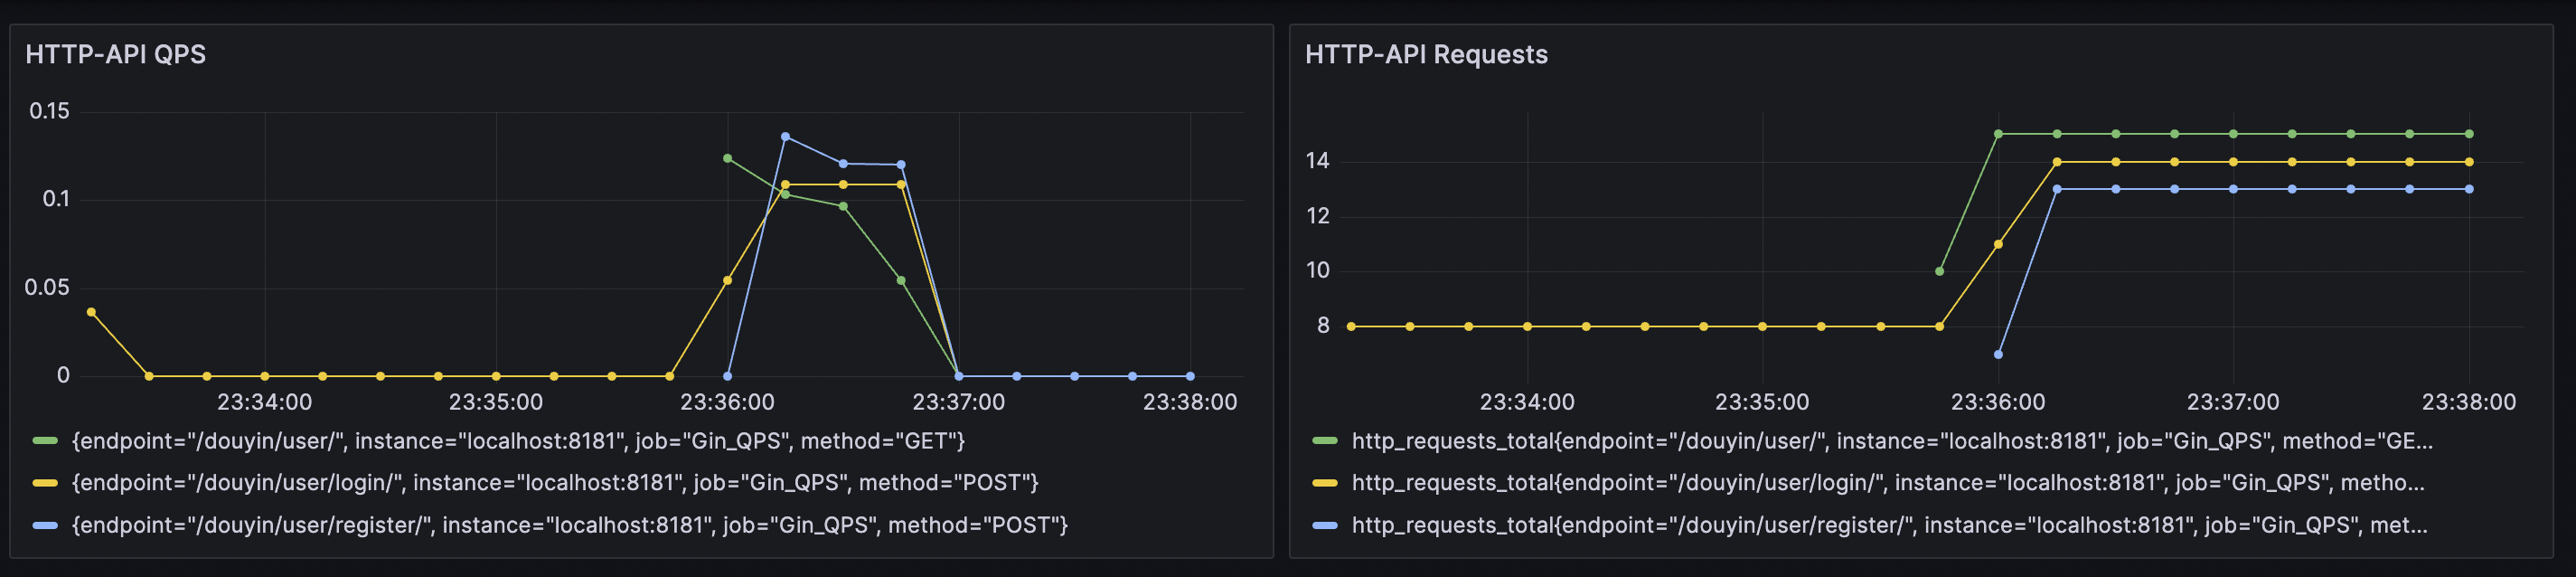 HTTP-API QPS
0.15
0.1
0.05
0
23:34:00 23:35:00 23:36:00 23:37:00 23:38:00
{endpoint="/douyin/user/", instance="localhost:8181", job="Gin_QPS", method="GET"}
{endpoint="/douyin/user/login/", instance="localhost:8181", job="Gin_QPS", method="POST"}
{endpoint="/douyin/user/register/", instance="localhost:8181", job="Gin_QPS", method="POST"}
HTTP-API Requests
14
12
10
8
23:34:00 23:35:00 23:36:00 23:37:00 23:38:00
http_requests_total{endpoint="/douyin/user/", instance="localhost:8181", job="Gin_QPS", method="GE...
http_requests_total{endpoint="/douyin/user/login/", instance="localhost:8181", job="Gin_QPS", metho...
http_requests_total{endpoint="/douyin/user/register/", instance="localhost:8181", job="Gin_QPS", met...